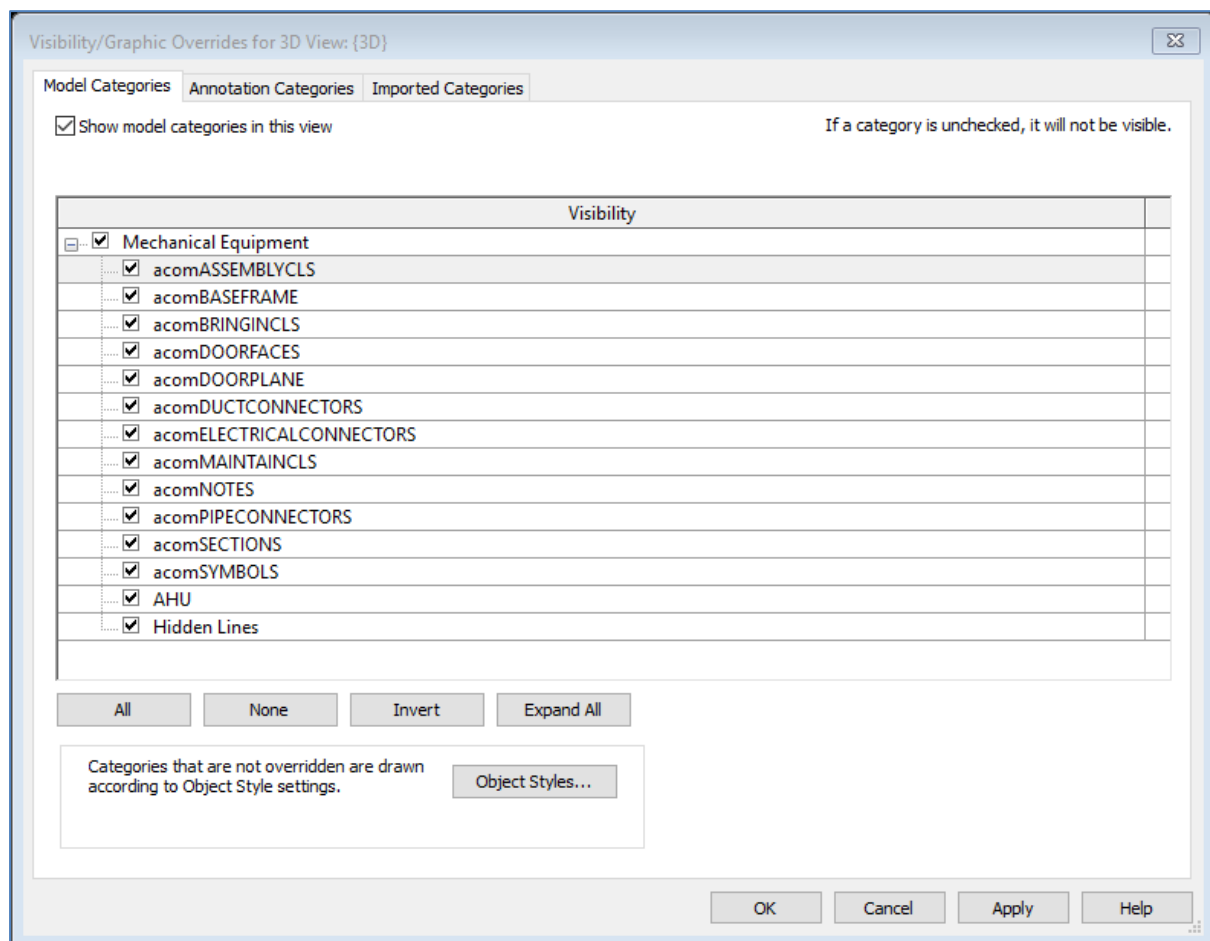 Visibility/Graphic Overrides for 3D View: {3D}
Model Categories Annotation Categories Imported Categories
Show model categories in this view If a category is unchecked, it will not be visible.
Visibility
Mechanical Equipment
acomASSEMBLYCLS
acomBASEFRAME
acomBRINGINCLS
acomDOORFACES
acomDOORPLANE
acomDUCTCONNECTORS
acomELECTRICALCONNECTORS
acomMAINTAINCLS
acomNOTES
acomPIPECONNECTORS
acomSECTIONS
acomSYMBOLS
AHU
Hidden Lines
All None Invert Expand All
Categories that are not overridden are drawn
according to Object Style settings.
Object Styles...
OK Cancel Apply Help